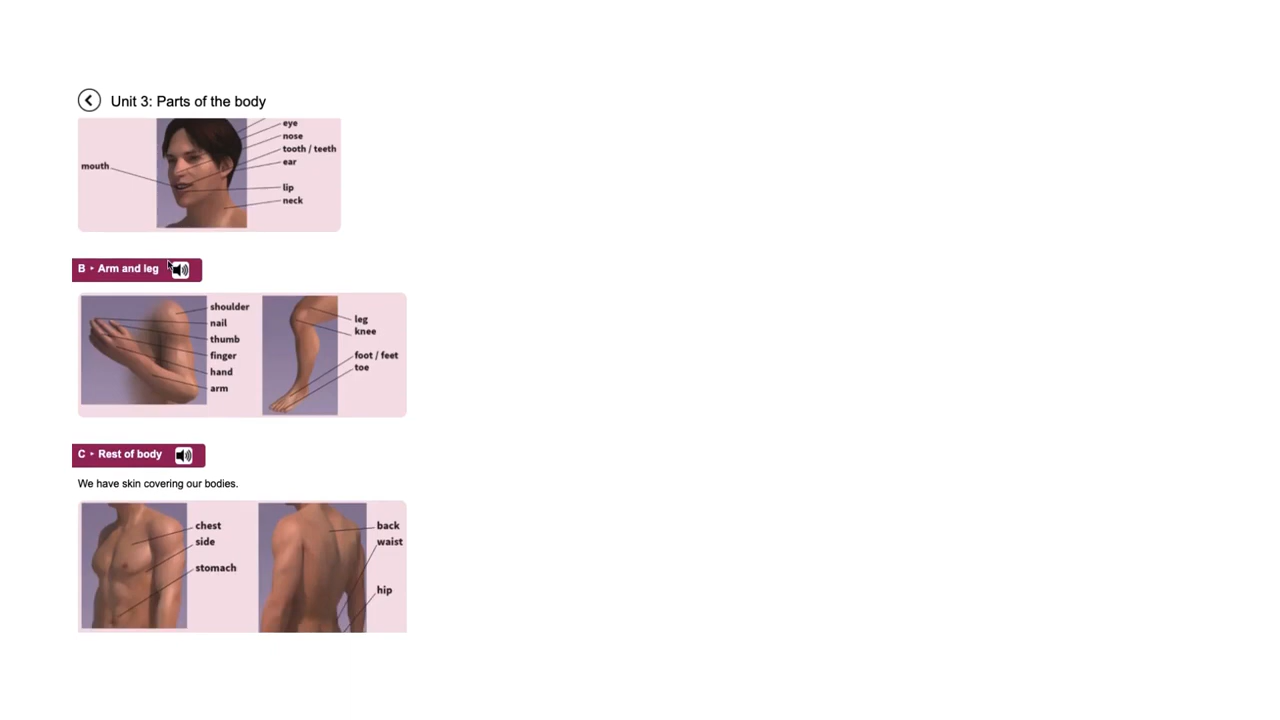 Unit 3: Parts of the body
eye
nose
tooth / teeth
ear
mouth
lip
neck
B ▸ Arm and leg
shoulder
nail
thumb
finger
hand
arm
leg
knee
foot / feet
toe
C ▸ Rest of body
We have skin covering our bodies.
chest
side
stomach
back
waist
hip